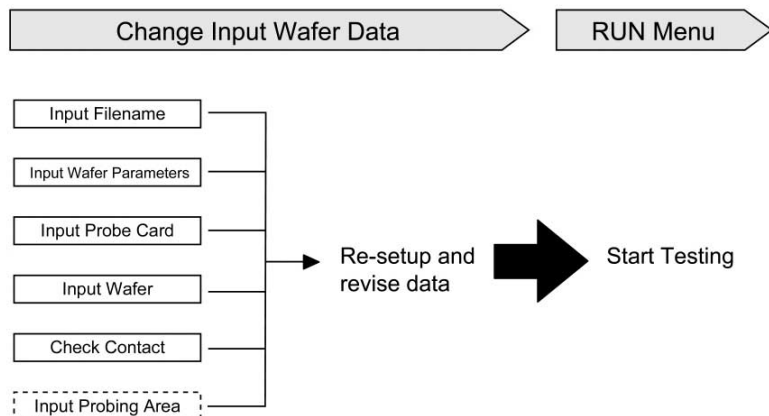 Change Input Wafer Data
RUN Menu
Input Filename
Input Wafer Parameters
Input Probe Card
Input Wafer
Check Contact
Input Probing Area
Re-setup and
revise data
Start Testing